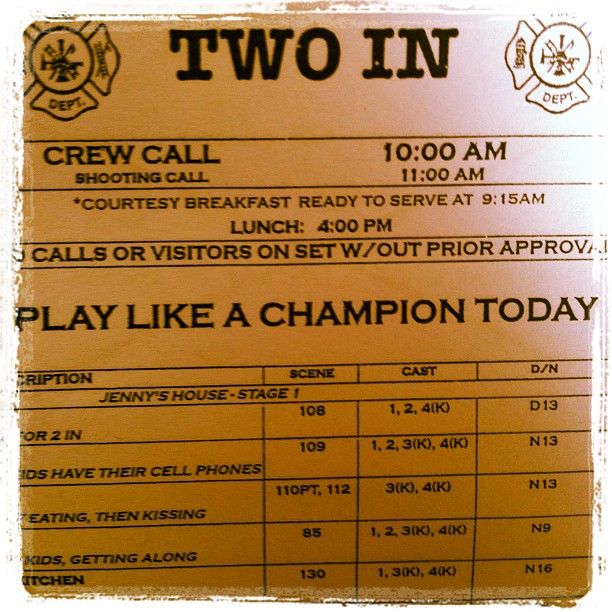 TWO IN
DEPT.
DEPT.
CREW CALL 10:00 AM
SHOOTING CALL 11:00 AM
*COURTESY BREAKFAST READY TO SERVE AT 9:15AM
LUNCH: 4:00 PM
CALLS OR VISITORS ON SET W/OUT PRIOR APPROVA
PLAY LIKE A CHAMPION TODAY
CRIPTION SCENE CAST D/N
JENNY'S HOUSE - STAGE 1
108 1, 2, 4(K) D13
FOR 2 IN
109 1, 2, 3(K), 4(K) N13
KIDS HAVE THEIR CELL PHONES
110PT, 112 3(K), 4(K) N13
EATING, THEN KISSING
85 1, 2, 3(K), 4(K) N9
KIDS, GETTING ALONG
KITCHEN 130 1, 3(K), 4(K) N16